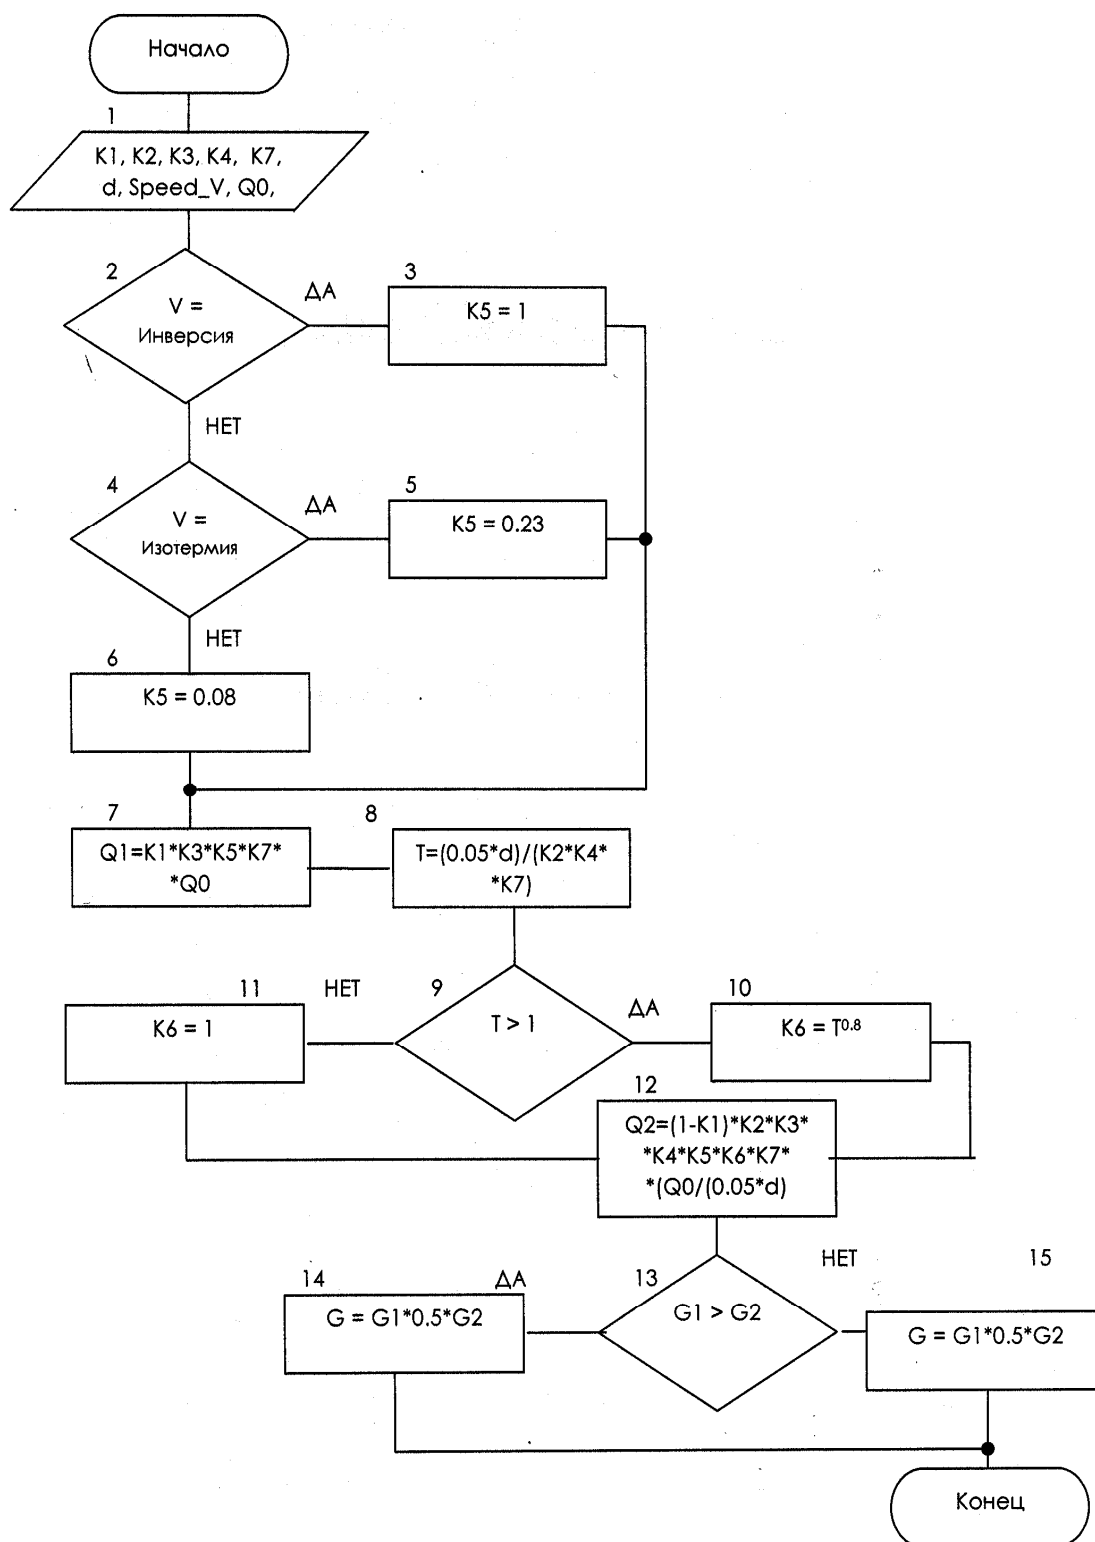 Начало
1
K1, K2, K3, K4, K7,
d, Speed_V, Q0,
2
V =
Инверсия
ДА
3
K5 = 1
НЕТ
4
V =
Изотермия
ДА
5
K5 = 0.23
НЕТ
6
K5 = 0.08
7
Q1=K1*K3*K5*K7*
*Q0
8
T=(0.05*d)/(K2*K4*
*K7)
11
НЕТ
9
T > 1
ДА
10
K6 = 1
K6 = T^0.8
12
Q2=(1-K1)*K2*K3*
*K4*K5*K6*K7*
*(Q0/(0.05*d)
14
ДА
13
G1 > G2
НЕТ
15
G = G1*0.5*G2
G = G1*0.5*G2
Конец